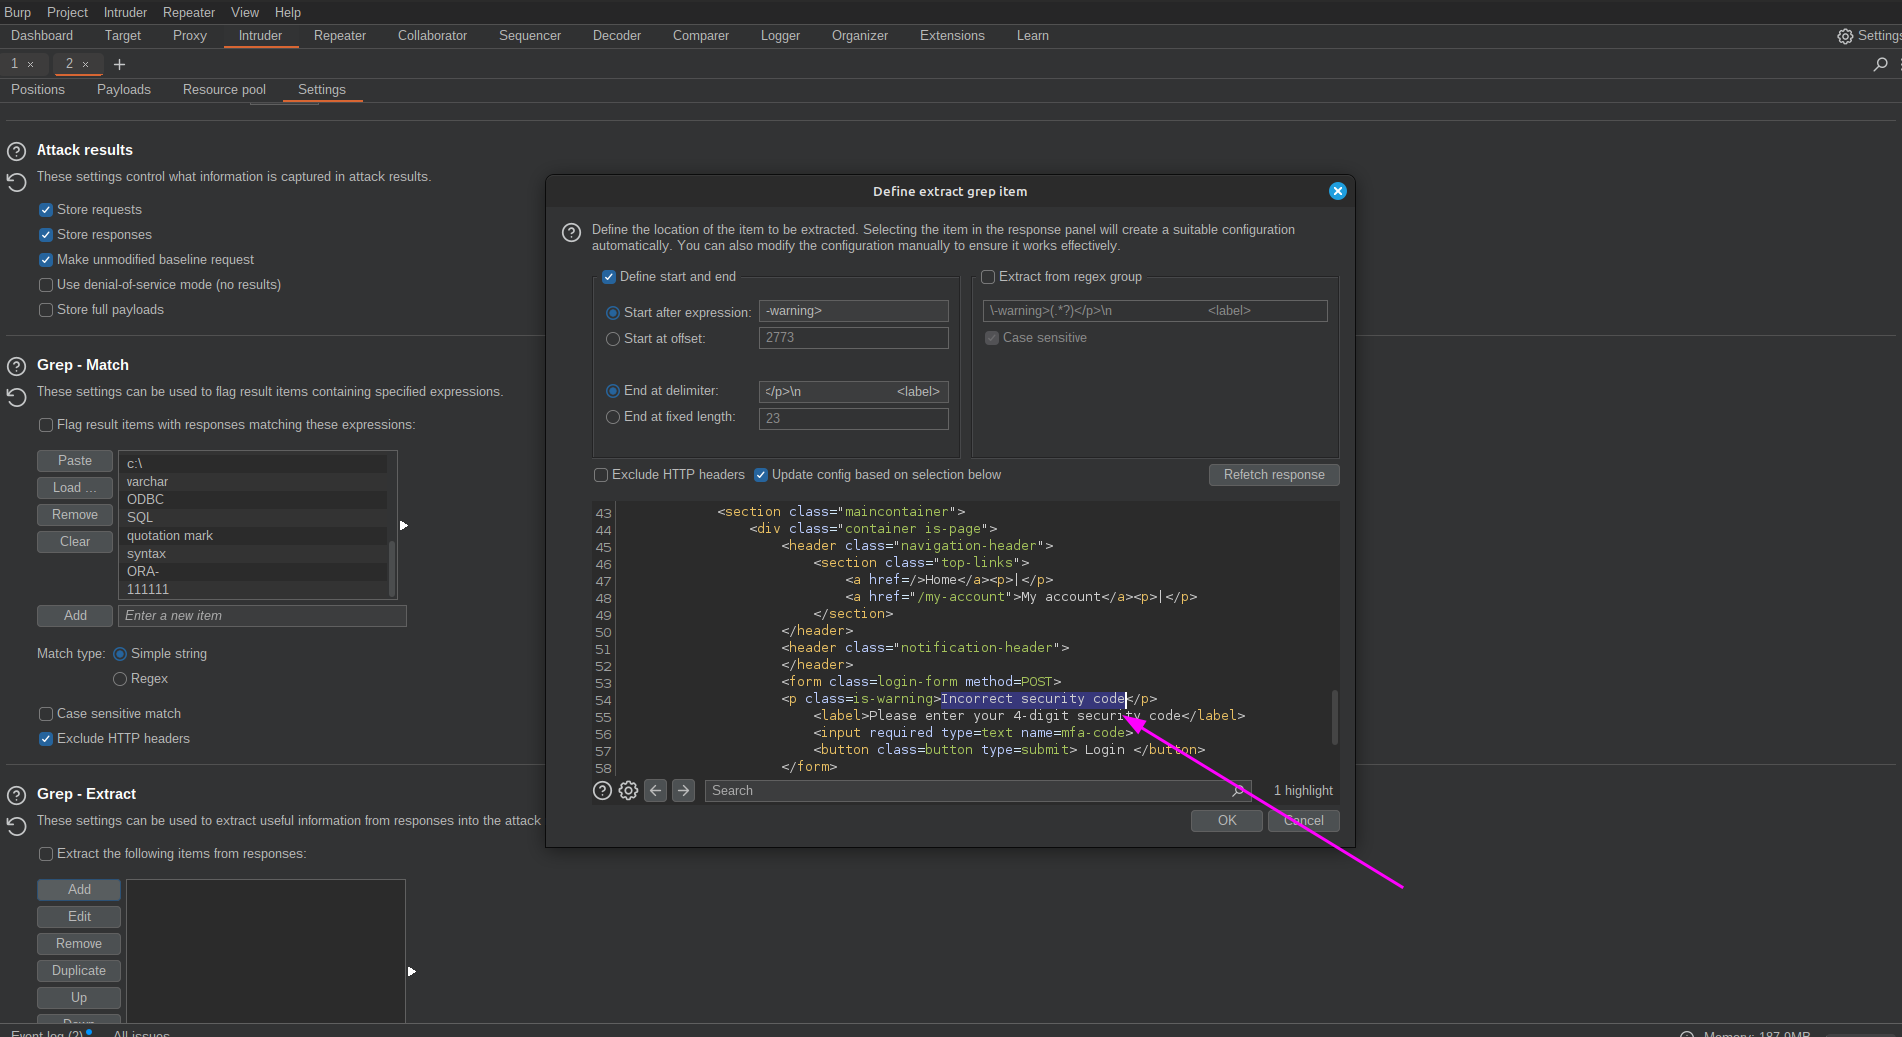 Burp Project Intruder Repeater View Help
Dashboard Target Proxy Intruder Repeater Collaborator Sequencer Decoder Comparer Logger Organizer Extensions Learn Settings
1 × 2 × +
Positions Payloads Resource pool Settings
Attack results
These settings control what information is captured in attack results.
Store requests
Store responses
Make unmodified baseline request
Use denial-of-service mode (no results)
Store full payloads
Grep - Match
These settings can be used to flag result items containing specified expressions.
Flag result items with responses matching these expressions:
Paste
Load ...
Remove
Clear
c:\
varchar
ODBC
SQL
quotation mark
syntax
ORA-
111111
Add Enter a new item
Match type: Simple string
Regex
Case sensitive match
Exclude HTTP headers
Grep - Extract
These settings can be used to extract useful information from responses into the attack
Extract the following items from responses:
Add
Edit
Remove
Duplicate
Up
Down
Define extract grep item
Define the location of the item to be extracted. Selecting the item in the response panel will create a suitable configuration
automatically. You can also modify the configuration manually to ensure it works effectively.
Define start and end
Start after expression: -warning>
Start at offset: 2773
End at delimiter: </p>\n <label>
End at fixed length: 23
Extract from regex group
\-warning>(.*?)</p>\n <label>
Case sensitive
Exclude HTTP headers Update config based on selection below Refetch response
43 <section class="maincontainer">
44 <div class="container is-page">
45 <header class="navigation-header">
46 <section class="top-links">
47 <a href=/>Home</a><p>|</p>
48 <a href="/my-account">My account</a><p>|</p>
49 </section>
50 </header>
51 <header class="notification-header">
52 </header>
53 <form class=login-form method=POST>
54 <p class=is-warning>Incorrect security code</p>
55 <label>Please enter your 4-digit security code</label>
56 <input required type=text name=mfa-code>
57 <button class=button type=submit> Login </button>
58 </form>
Search 1 highlight
OK Cancel
Event log (2) All issues Memory: 187.0MB